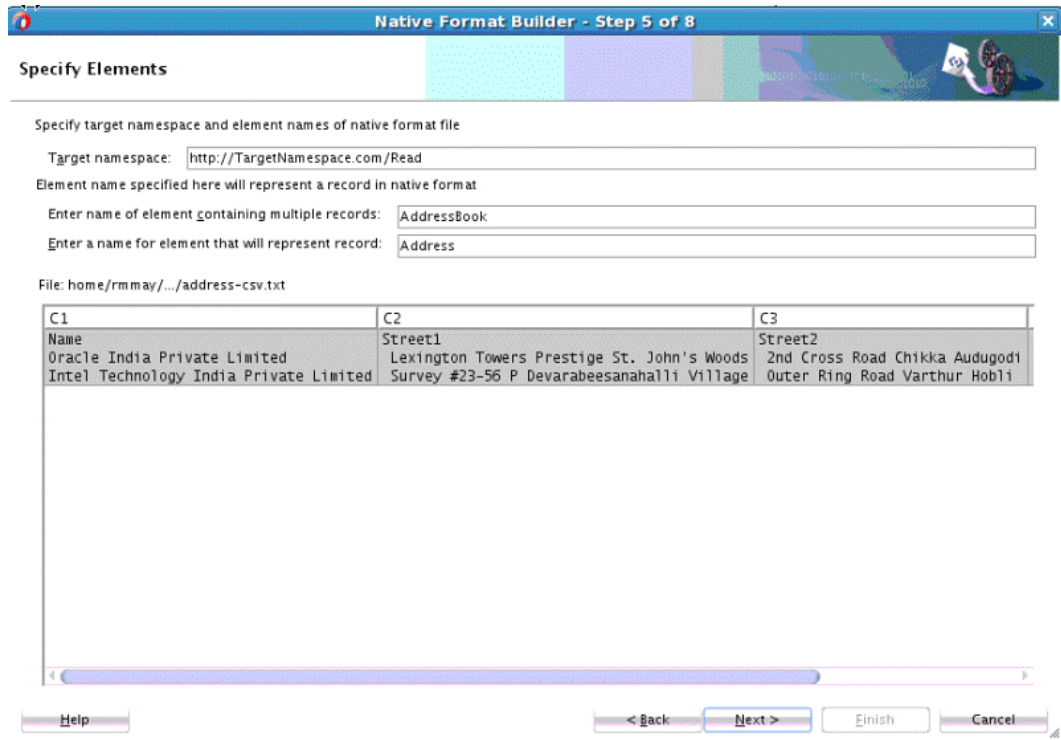 Native Format Builder - Step 5 of 8
Specify Elements
Specify target namespace and element names of native format file
Target namespace: http://TargetNamespace.com/Read
Element name specified here will represent a record in native format
Enter name of element containing multiple records: AddressBook
Enter a name for element that will represent record: Address
File: home/rmmay/.../address-csv.txt
C1 C2 C3
Name Street1 Street2
Oracle India Private Limited Lexington Towers Prestige St. John's Woods 2nd Cross Road Chikka Audugodi
Intel Technology India Private Limited Survey #23-56 P Devarabeesanahalli Village Outer Ring Road Varthur Hobli
Help < Back Next > Finish Cancel